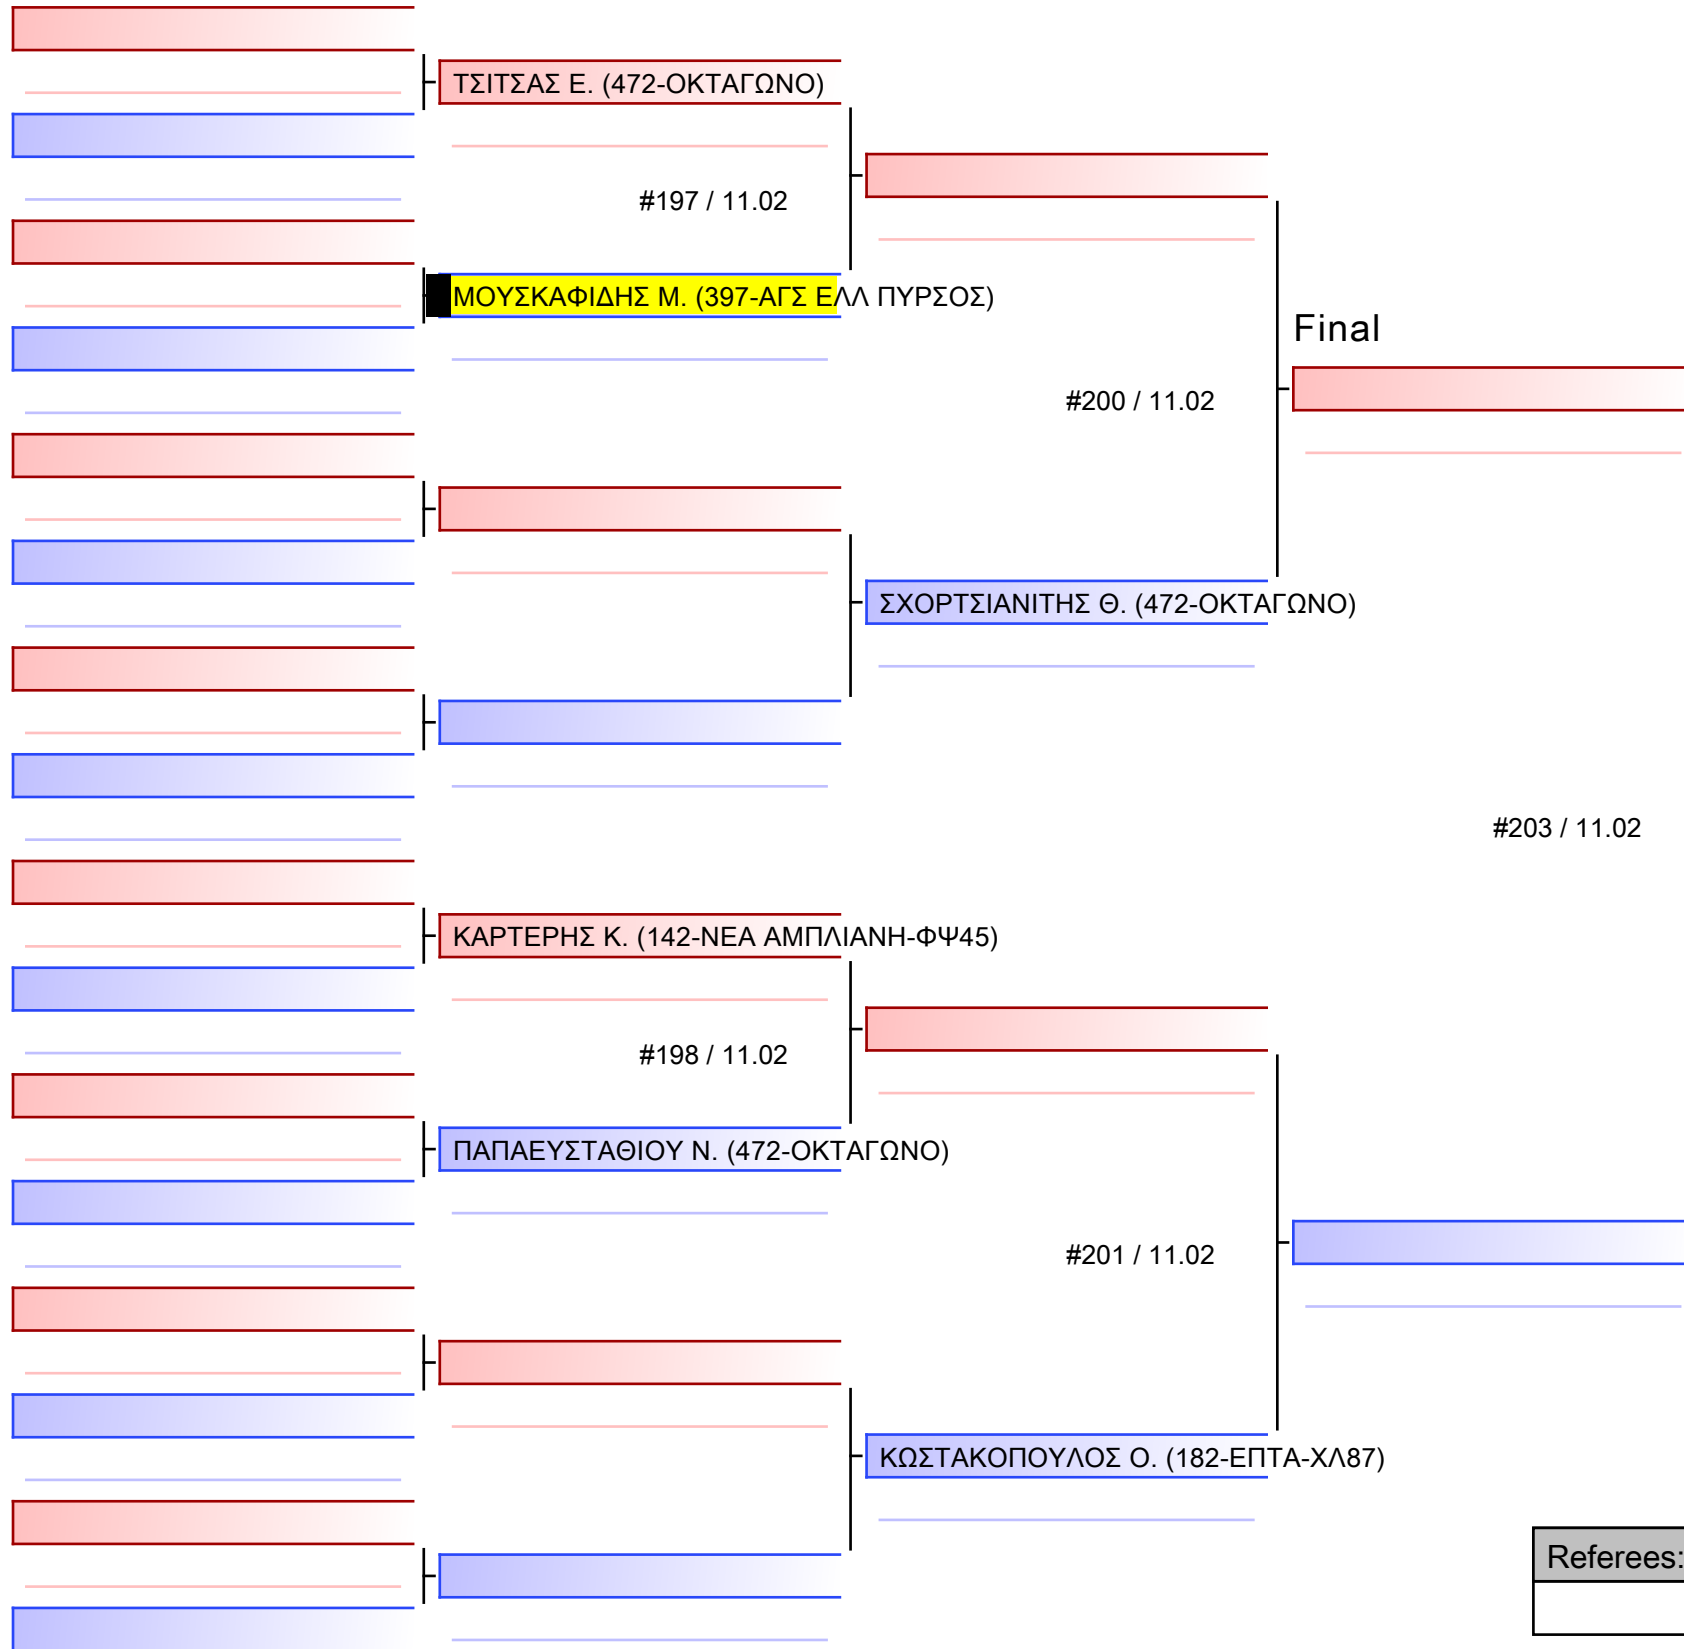 ΤΣΙΤΣΑΣ Ε. (472-ΟΚΤΑΓΩΝΟ)
#197 / 11.02
ΜΟΥΣΚΑΦΙΔΗΣ Μ. (397-ΑΓΣ ΕΛΛ ΠΥΡΣΟΣ)
Final
#200 / 11.02
ΣΧΟΡΤΣΙΑΝΙΤΗΣ Θ. (472-ΟΚΤΑΓΩΝΟ)
#203 / 11.02
ΚΑΡΤΕΡΗΣ Κ. (142-ΝΕΑ ΑΜΠΛΙΑΝΗ-ΦΨ45)
#198 / 11.02
ΠΑΠΑΕΥΣΤΑΘΙΟΥ Ν. (472-ΟΚΤΑΓΩΝΟ)
#201 / 11.02
ΚΩΣΤΑΚΟΠΟΥΛΟΣ Ο. (182-ΕΠΤΑ-ΧΛ87)
Referees: